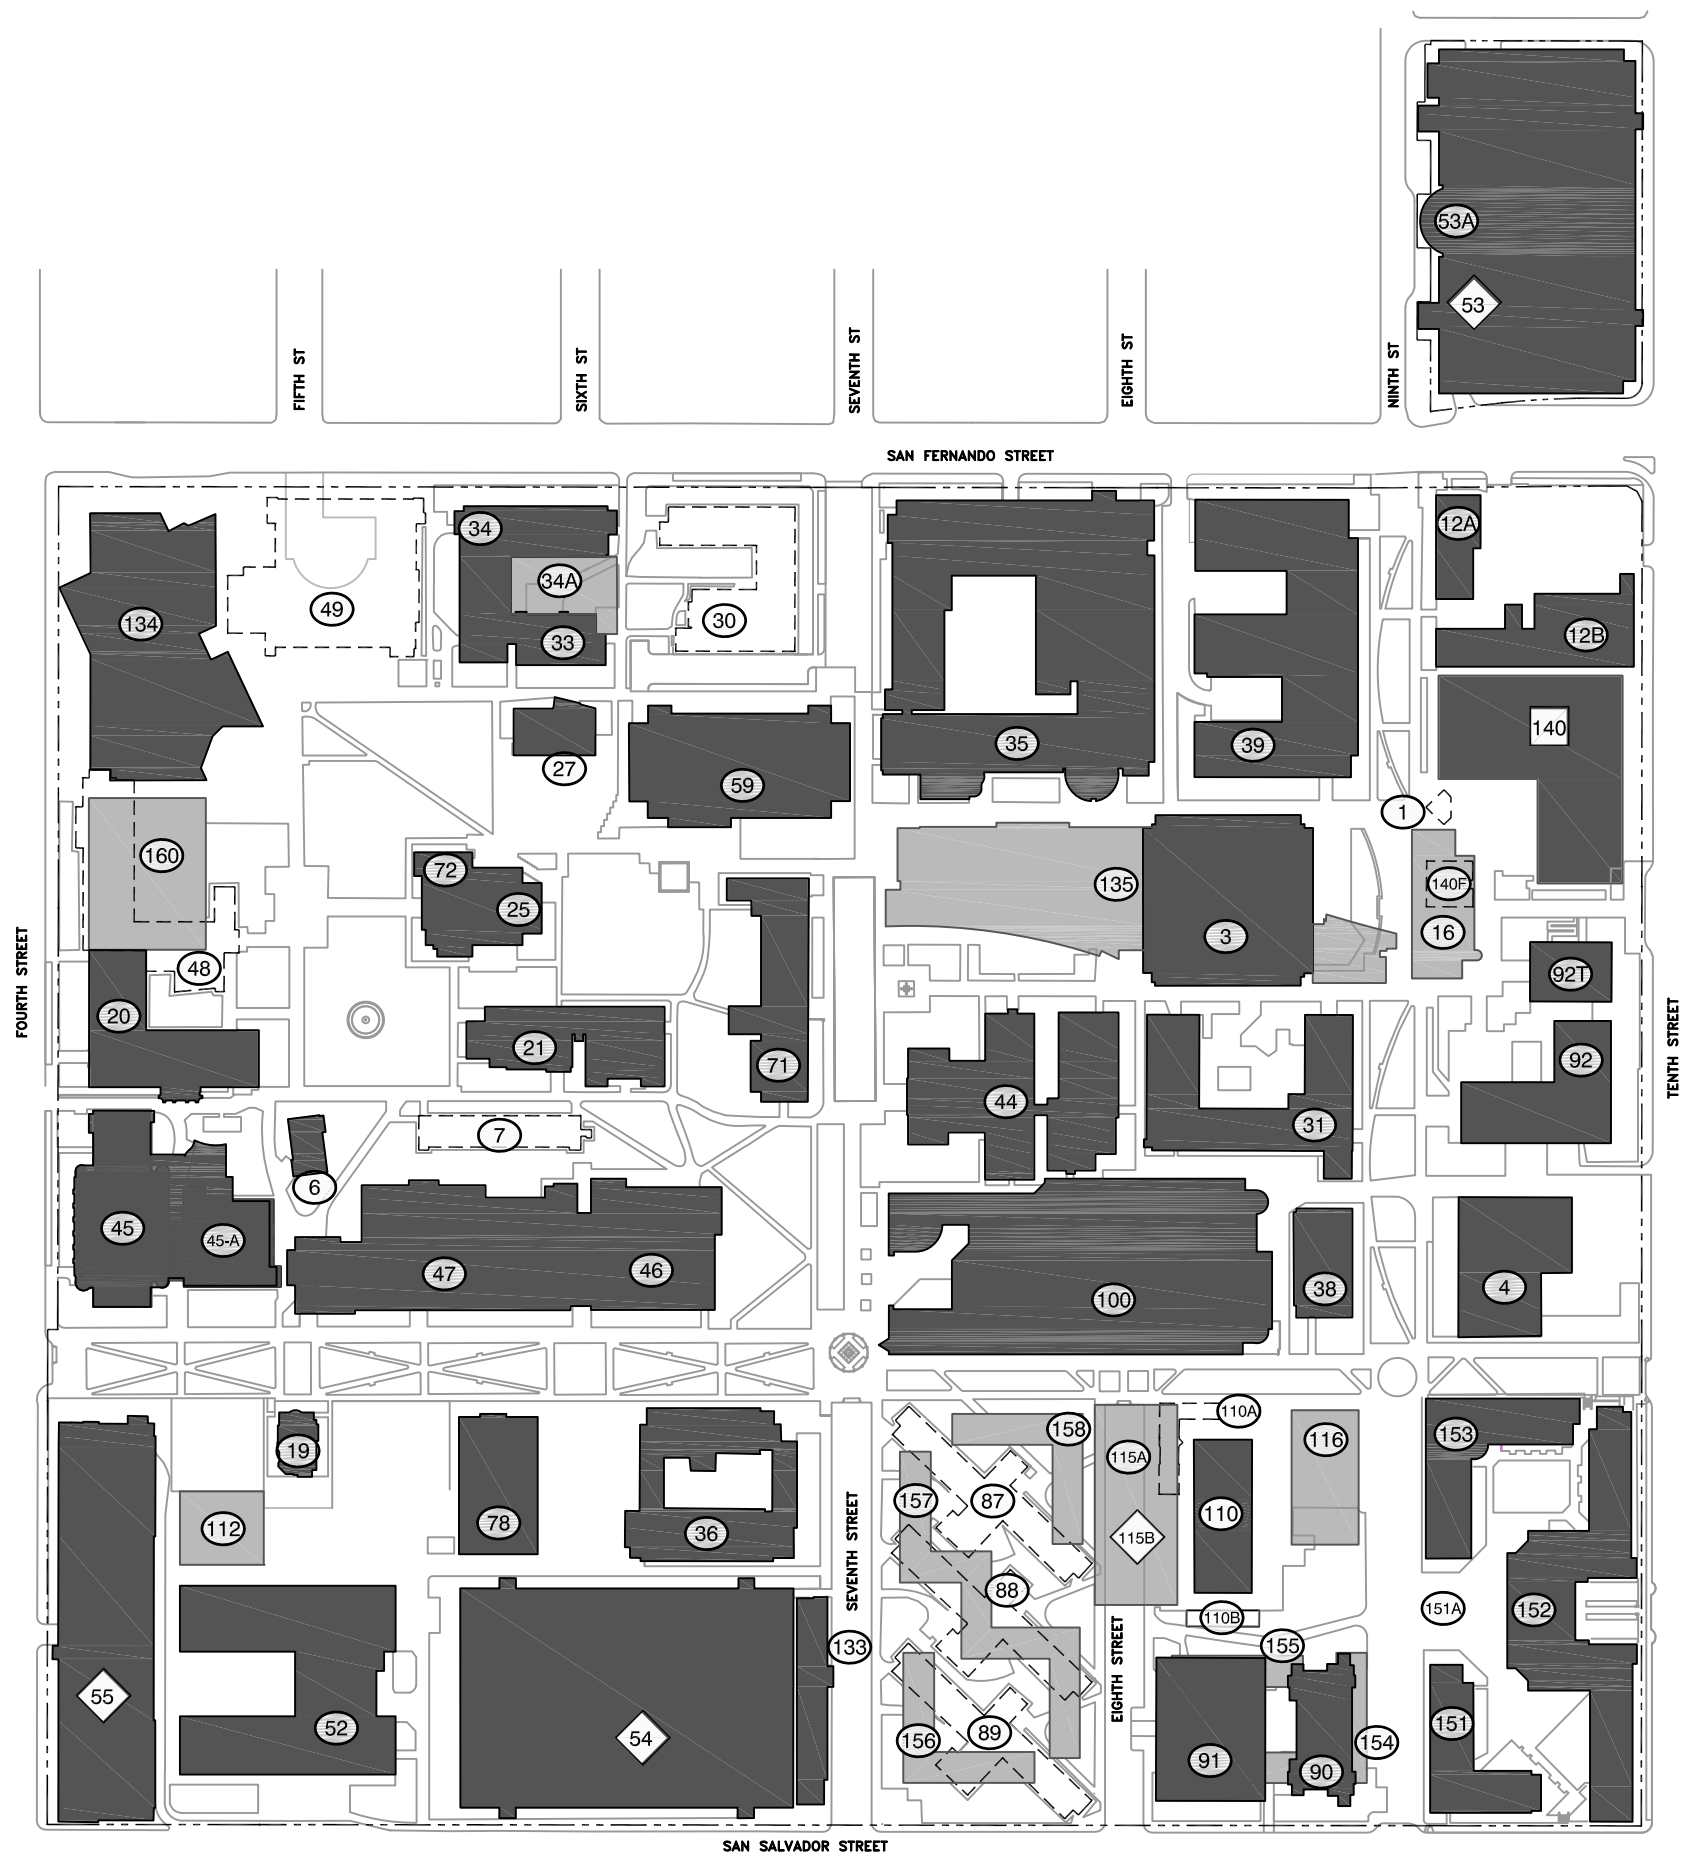 53A
53
FIFTH ST
SIXTH ST
SEVENTH ST
EIGHTH ST
NINTH ST
SAN FERNANDO STREET
34
12A
34A
49
134
30
33
12B
140
35
39
27
59
1
160
72
135
140F
25
3
16
48
92T
20
FOURTH STREET
TENTH STREET
21
71
92
44
31
7
6
45
45-A
47
46
100
38
4
110A
158
153
19
116
115A
157
87
112
78
36
110
115B
SEVENTH STREET
88
151A
152
110B
133
155
EIGHTH STREET
55
52
54
156
89
154
151
91
90
SAN SALVADOR STREET